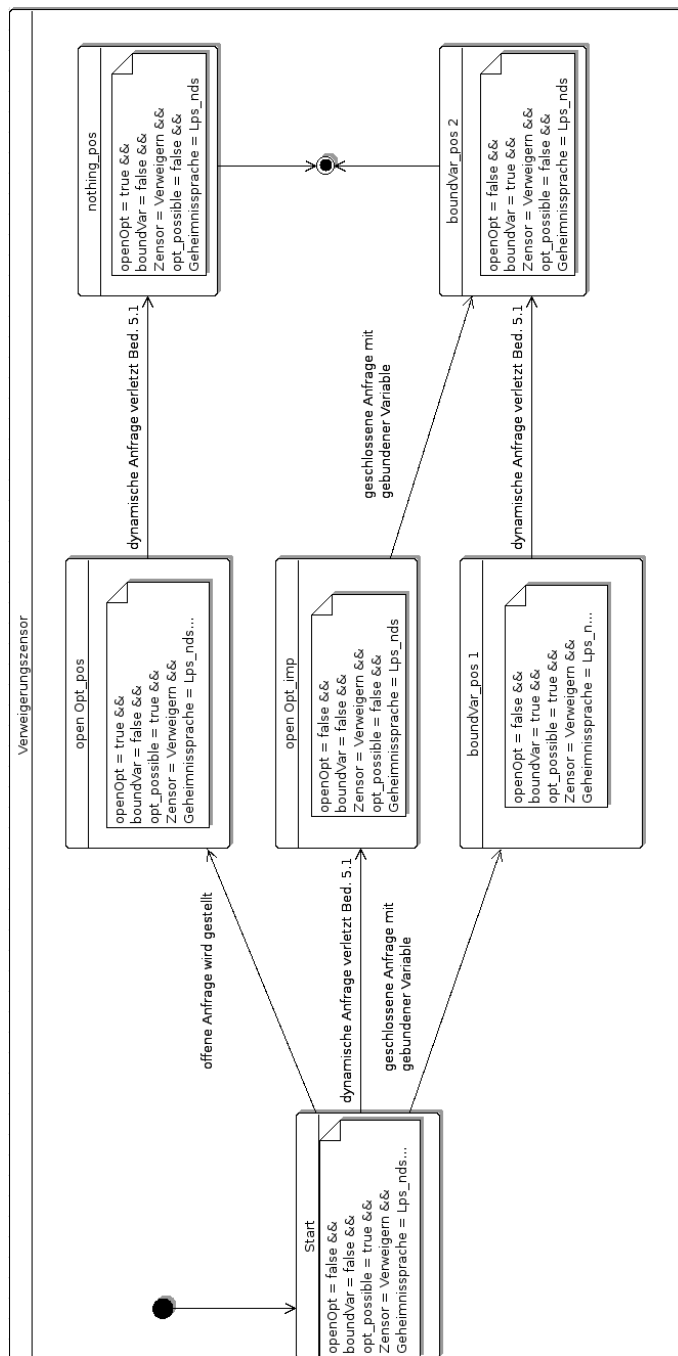 Verweigerungszensor
Start
openOpt = false &&
boundVar = false &&
opt_possible = true &&
Zensor = Verweigern &&
Geheimnissprache = Lps_nds...
offene Anfrage wird gestellt
dynamische Anfrage verletzt Bed. 5.1
geschlossene Anfrage mit
gebundener Variable
open Opt_pos
openOpt = true &&
boundVar = false &&
opt_possible = true &&
Zensor = Verweigern &&
Geheimnissprache = Lps_nds...
open Opt_imp
openOpt = false &&
boundVar = false &&
Zensor = Verweigern &&
opt_possible = false &&
Geheimnissprache = Lps_nds
boundVar_pos 1
openOpt = false &&
boundVar = true &&
opt_possible = true &&
Zensor = Verweigern &&
Geheimnissprache = Lps_n...
dynamische Anfrage verletzt Bed. 5.1
geschlossene Anfrage mit
gebundener Variable
dynamische Anfrage verletzt Bed. 5.1
nothing_pos
openOpt = true &&
boundVar = false &&
Zensor = Verweigern &&
opt_possible = false &&
Geheimnissprache = Lps_nds
boundVar_pos 2
openOpt = false &&
boundVar = true &&
Zensor = Verweigern &&
opt_possible = false &&
Geheimnissprache = Lps_nds